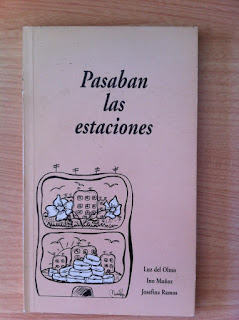 Pasaban
las
estaciones
Luz del Olmo
Ino Muñoz
Josefina Ramos